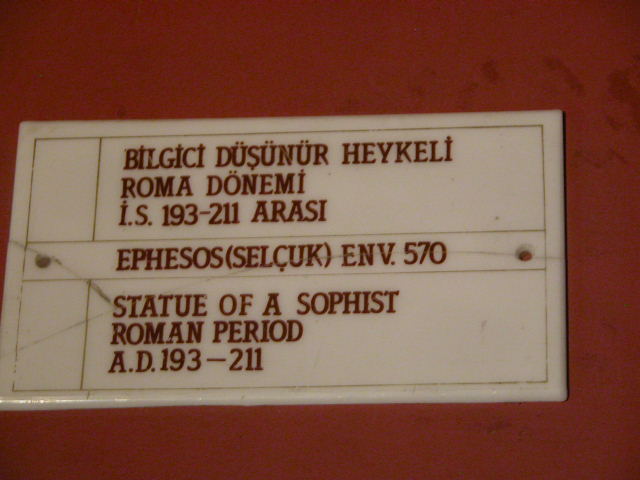 BİLGİCİ DÜŞÜNÜR HEYKELİ
ROMA DÖNEMİ
İ.S. 193-211 ARASI
EPHESOS(SELÇUK) ENV. 570
STATUE OF A SOPHIST
ROMAN PERIOD
A.D. 193-211